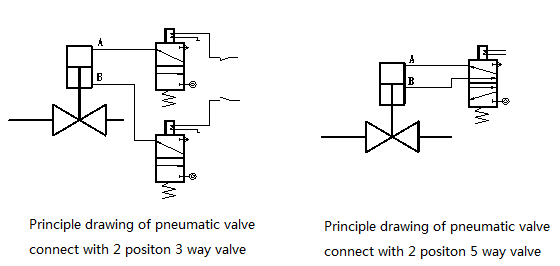 A
B
A
B
Principle drawing of pneumatic valve
connect with 2 positon 3 way valve
Principle drawing of pneumatic valve
connect with 2 positon 5 way valve